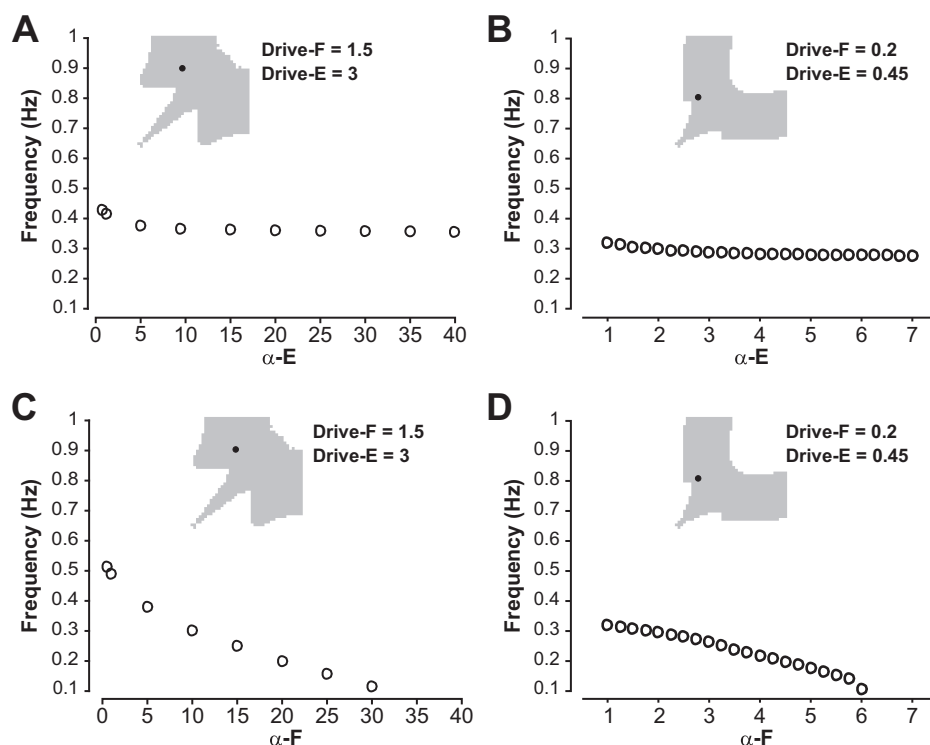 A
Drive-F = 1.5
Drive-E = 3
Frequency (Hz)
1
0.9
0.8
0.7
0.6
0.5
0.4
0.3
0.2
0.1
0 5 10 15 20 25 30 35 40
α-E
B
Drive-F = 0.2
Drive-E = 0.45
Frequency (Hz)
1
0.9
0.8
0.7
0.6
0.5
0.4
0.3
0.2
0.1
1 2 3 4 5 6 7
α-E
C
Drive-F = 1.5
Drive-E = 3
Frequency (Hz)
1
0.9
0.8
0.7
0.6
0.5
0.4
0.3
0.2
0.1
0 5 10 15 20 25 30 35 40
α-F
D
Drive-F = 0.2
Drive-E = 0.45
Frequency (Hz)
1
0.9
0.8
0.7
0.6
0.5
0.4
0.3
0.2
0.1
1 2 3 4 5 6 7
α-F